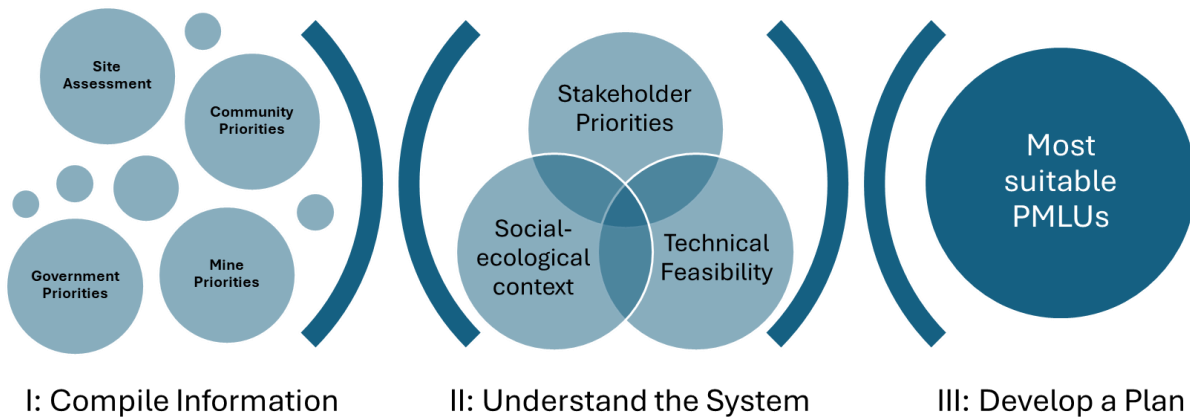 Site
Assessment
Community
Priorities
Government
Priorities
Mine
Priorities
I: Compile Information
Stakeholder
Priorities
Social-
ecological
context
Technical
Feasibility
II: Understand the System
Most
suitable
PMLUs
III: Develop a Plan